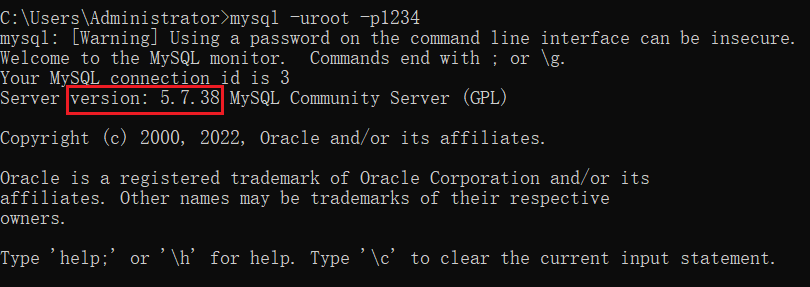 C:\Users\Administrator>mysql -uroot -p1234
mysql: [Warning] Using a password on the command line interface can be insecure.
Welcome to the MySQL monitor.  Commands end with ; or \g.
Your MySQL connection id is 3
Server version: 5.7.38 MySQL Community Server (GPL)
Copyright (c) 2000, 2022, Oracle and/or its affiliates.
Oracle is a registered trademark of Oracle Corporation and/or its
affiliates. Other names may be trademarks of their respective
owners.
Type 'help;' or '\h' for help. Type '\c' to clear the current input statement.